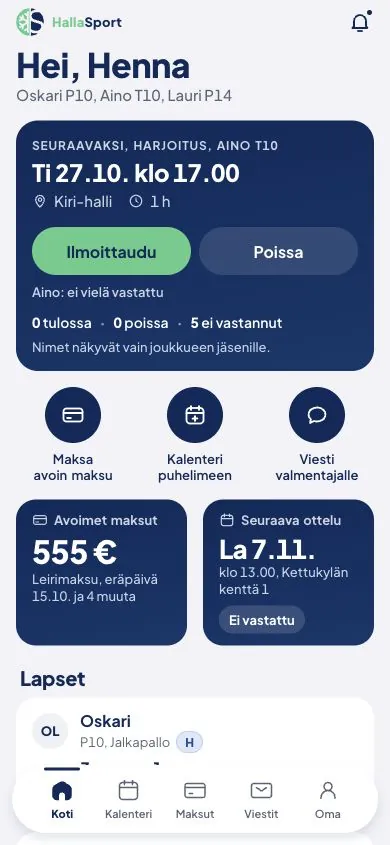 HallaSport
Hei, Henna
Oskari P10, Aino T10, Lauri P14
SEURAAVAKSI, HARJOITUS, AINO T10
Ti 27.10. klo 17.00
Kiri-halli 1 h
Ilmoittaudu Poissa
Aino: ei vielä vastattu
0 tulossa · 0 poissa · 5 ei vastannut
Nimet näkyvät vain joukkueen jäsenille.
Maksa
avoin maksu
Kalenteri
puhelimeen
Viesti
valmentajalle
Avoimet maksut
555 €
Leirimaksu, eräpäivä
15.10. ja 4 muuta
Seuraava ottelu
La 7.11.
klo 13.00, Kettukylän
kenttä 1
Ei vastattu
Lapset
OL
Oskari
P10, Jalkapallo H
Koti Kalenteri Maksut Viestit Oma